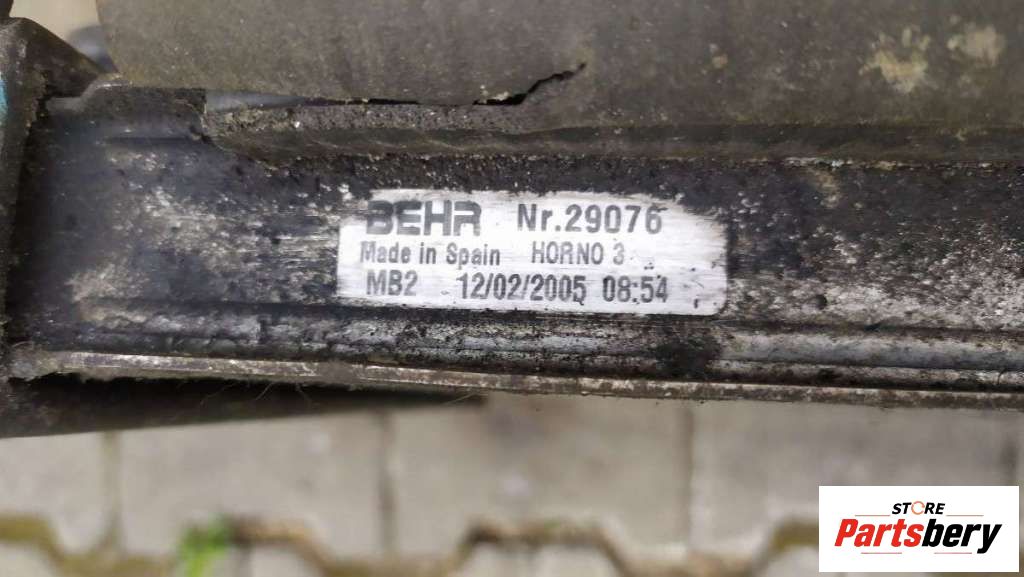 BEHR Nr.29076
Made in Spain HORNO 3
MB2 12/02/2005 08:54
STORE
Partsbery